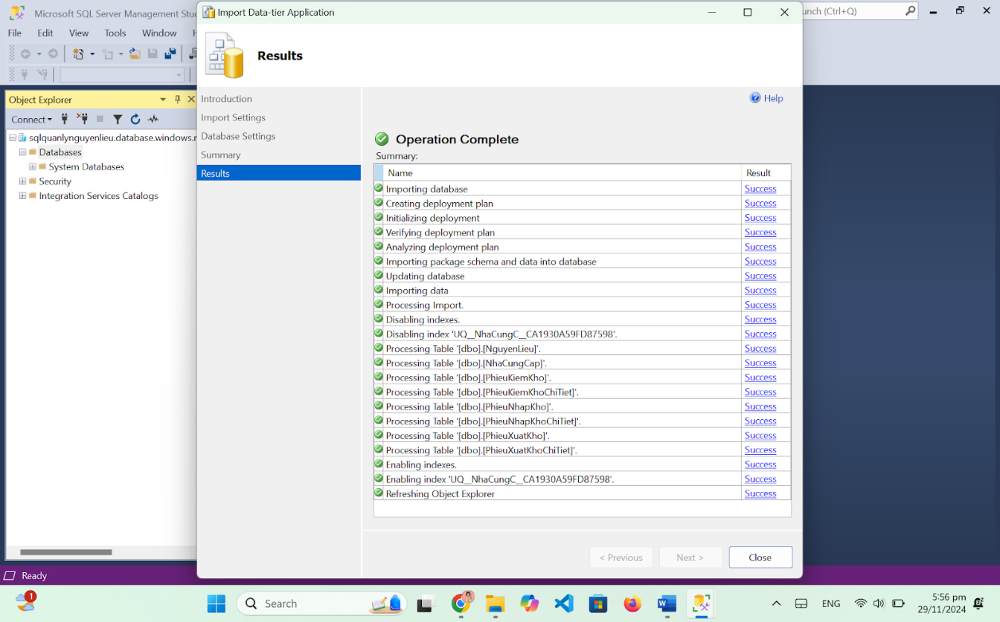 Microsoft SQL Server Management Stu
Import Data-tier Application
unch (Ctrl+Q)
File Edit View Tools Window H
Results
Object Explorer
Connect
sqlquanlynguyenlieu.database.windows.n
Databases
System Databases
Security
Integration Services Catalogs
Introduction
Import Settings
Database Settings
Summary
Results
Help
Operation Complete
Summary:
Name Result
Importing database Success
Creating deployment plan Success
Initializing deployment Success
Verifying deployment plan Success
Analyzing deployment plan Success
Importing package schema and data into database Success
Updating database Success
Importing data Success
Processing Import. Success
Disabling indexes. Success
Disabling index 'UQ__NhaCungC__CA1930A59FD87598'. Success
Processing Table '[dbo].[NguyenLieu]'. Success
Processing Table '[dbo].[NhaCungCap]'. Success
Processing Table '[dbo].[PhieuKiemKho]'. Success
Processing Table '[dbo].[PhieuKiemKhoChiTiet]'. Success
Processing Table '[dbo].[PhieuNhapKho]'. Success
Processing Table '[dbo].[PhieuNhapKhoChiTiet]'. Success
Processing Table '[dbo].[PhieuXuatKho]'. Success
Processing Table '[dbo].[PhieuXuatKhoChiTiet]'. Success
Enabling indexes. Success
Enabling index 'UQ__NhaCungC__CA1930A59FD87598'. Success
Refreshing Object Explorer Success
< Previous Next > Close
Ready
1
Search
ENG
5:56 pm
29/11/2024